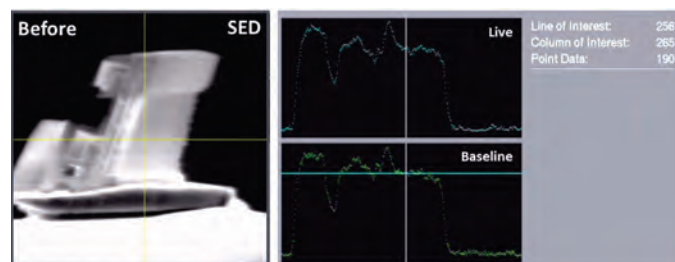 Before SED
Live
Baseline
Line of Interest: 256
Column of Interest: 265
Point Data: 190